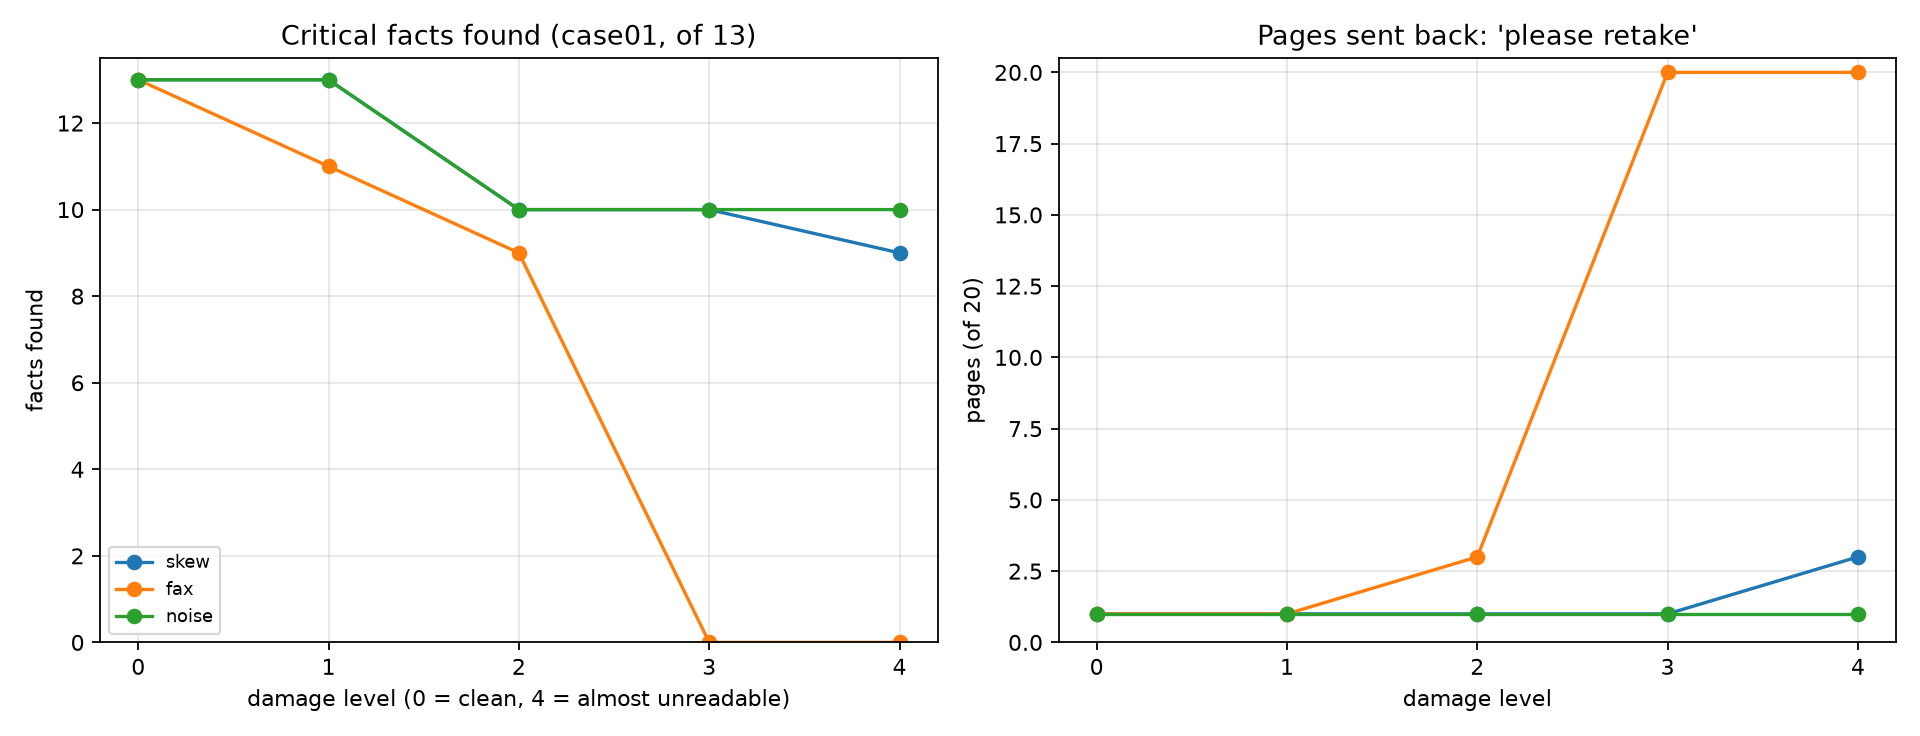 Critical facts found (case01, of 13)
facts found
12
10
8
6
4
2
0
skew
fax
noise
0 1 2 3 4
damage level (0 = clean, 4 = almost unreadable)
Pages sent back: 'please retake'
pages (of 20)
20.0
17.5
15.0
12.5
10.0
7.5
5.0
2.5
0.0
0 1 2 3 4
damage level